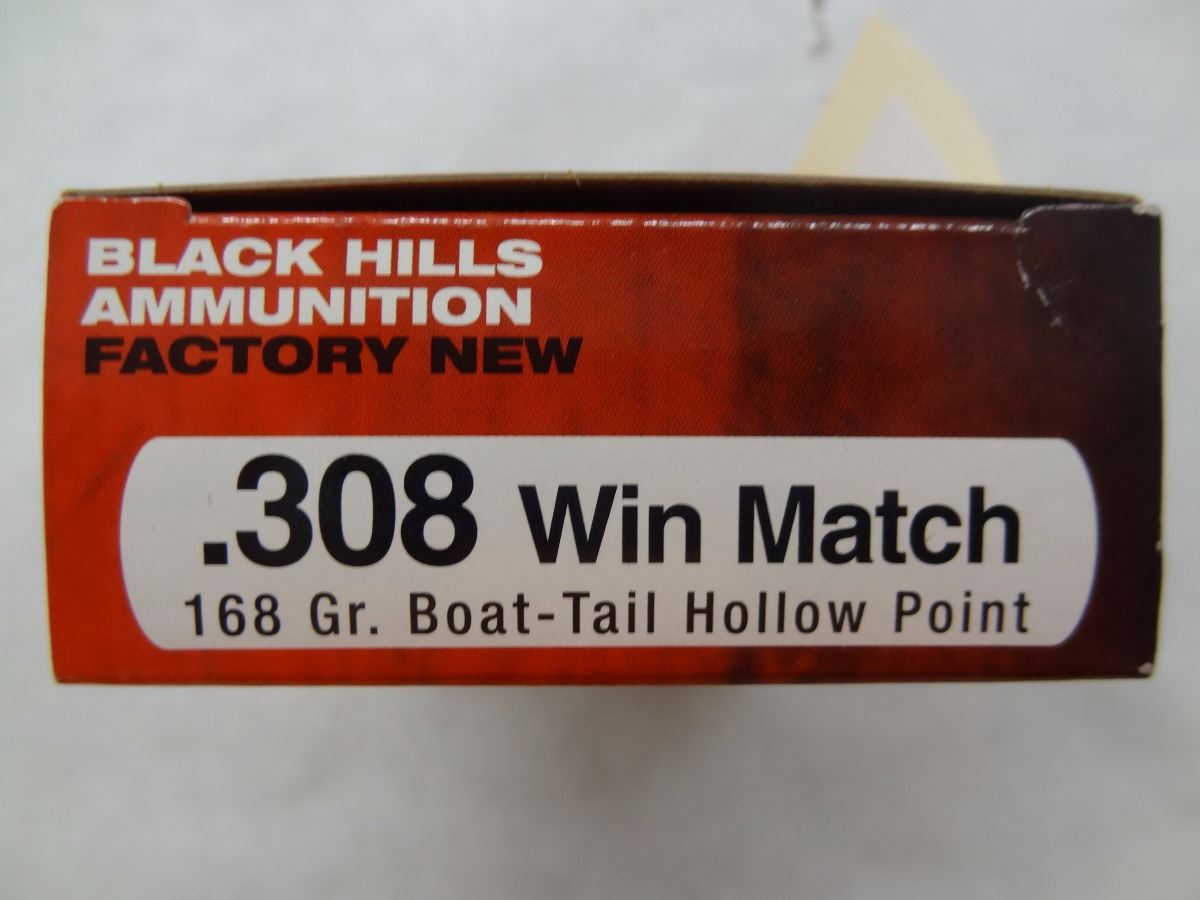 BLACK HILLS
AMMUNITION
FACTORY NEW
.308 Win Match
168 Gr. Boat-Tail Hollow Point